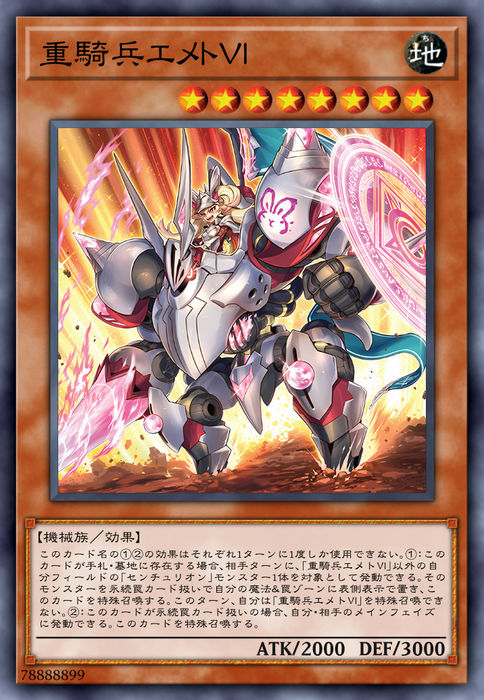 重騎兵エメトⅥ
ち
地
【機械族/効果】
このカード名の①②の効果はそれぞれ1ターンに1度しか使用できない。①:この
カードが手札・墓地に存在する場合、相手ターンに、「重騎兵エメトⅥ」以外の自
分フィールドの「センチュリオン」モンスター1体を対象として発動できる。その
モンスターを永続罠カード扱いで自分の魔法&罠ゾーンに表側表示で置き、こ
のカードを特殊召喚する。このターン、自分は「重騎兵エメトⅥ」を特殊召喚でき
ない。②:このカードが永続罠カード扱いの場合、自分・相手のメインフェイズ
に発動できる。このカードを特殊召喚する。
ATK/2000 DEF/3000
78888899